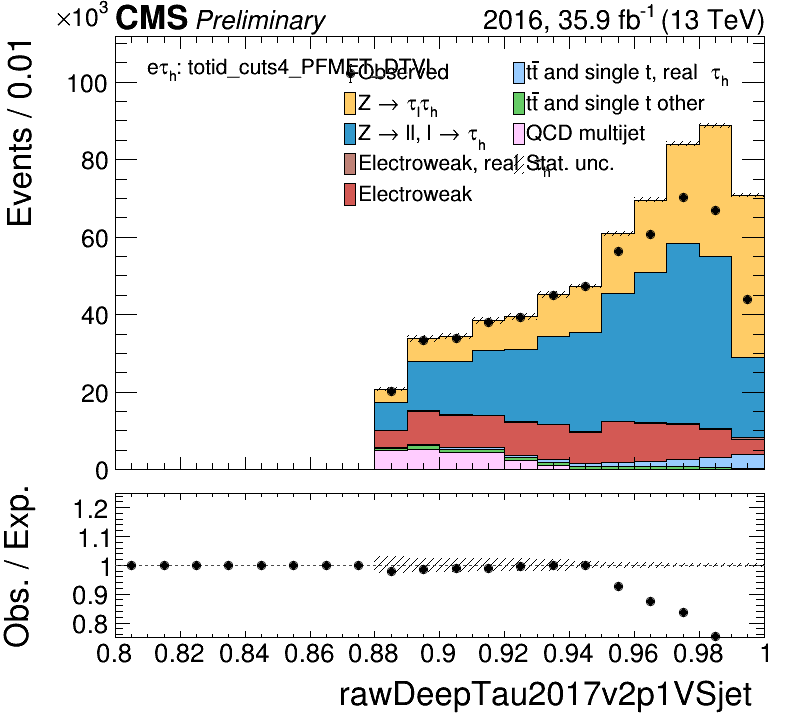 ×10³ CMS Preliminary 2016, 35.9 fb⁻¹ (13 TeV)
Events / 0.01
eτh: totid_cuts4_PFMET_DTVL
Observed
Z → τlτh
Z → ll, l → τh
Electroweak, real τh
Electroweak
tt̄ and single t, real τh
tt̄ and single t other
QCD multijet
Stat. unc.
100
80
60
40
20
0
Obs. / Exp.
1.2
1.1
1
0.9
0.8
0.8 0.82 0.84 0.86 0.88 0.9 0.92 0.94 0.96 0.98 1
rawDeepTau2017v2p1VSjet